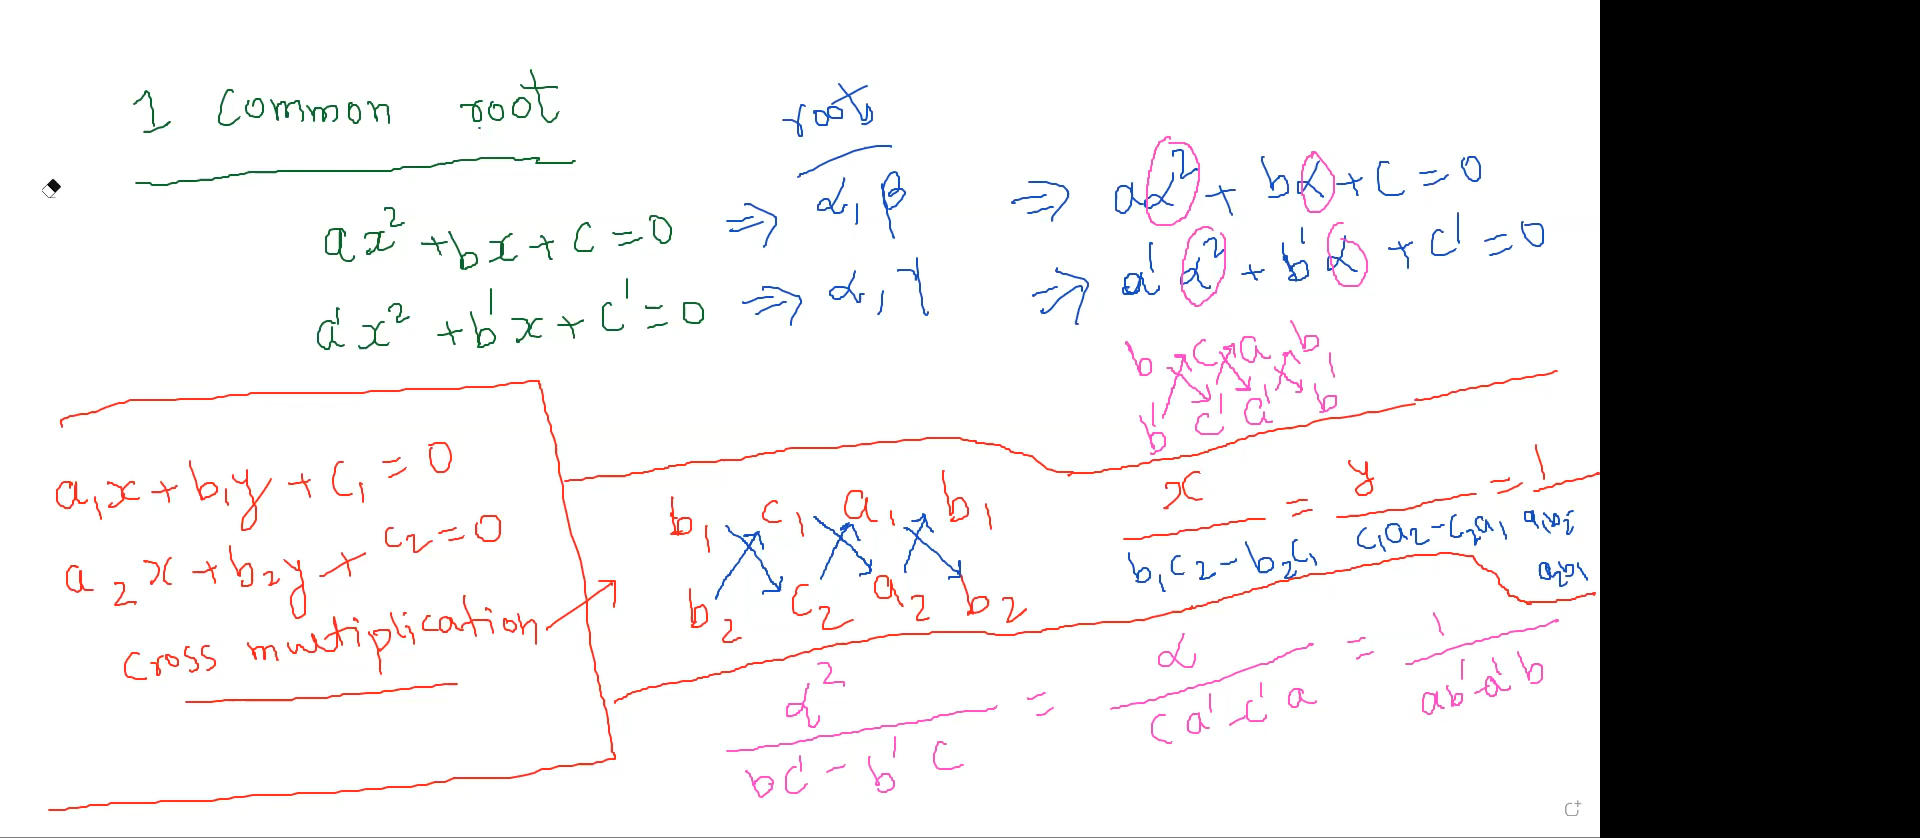 1 common root
roots
ax² + bx + c = 0 ⇒ α, β ⇒ aα² + bα + c = 0
a'x² + b'x + c' = 0 ⇒ α, γ ⇒ a'α² + b'α + c' = 0
b c a b
b' c' a' b'
a₁x + b₁y + c₁ = 0
a₂x + b₂y + c₂ = 0
cross multiplication
b₁ c₁ a₁ b₁
b₂ c₂ a₂ b₂
x/(b₁c₂ - b₂c₁) = y/(c₁a₂ - c₂a₁) = 1/(a₁b₂ a₂b₁)
α²/(bc' - b'c) = α/(ca' - c'a) = 1/(ab' - a'b)